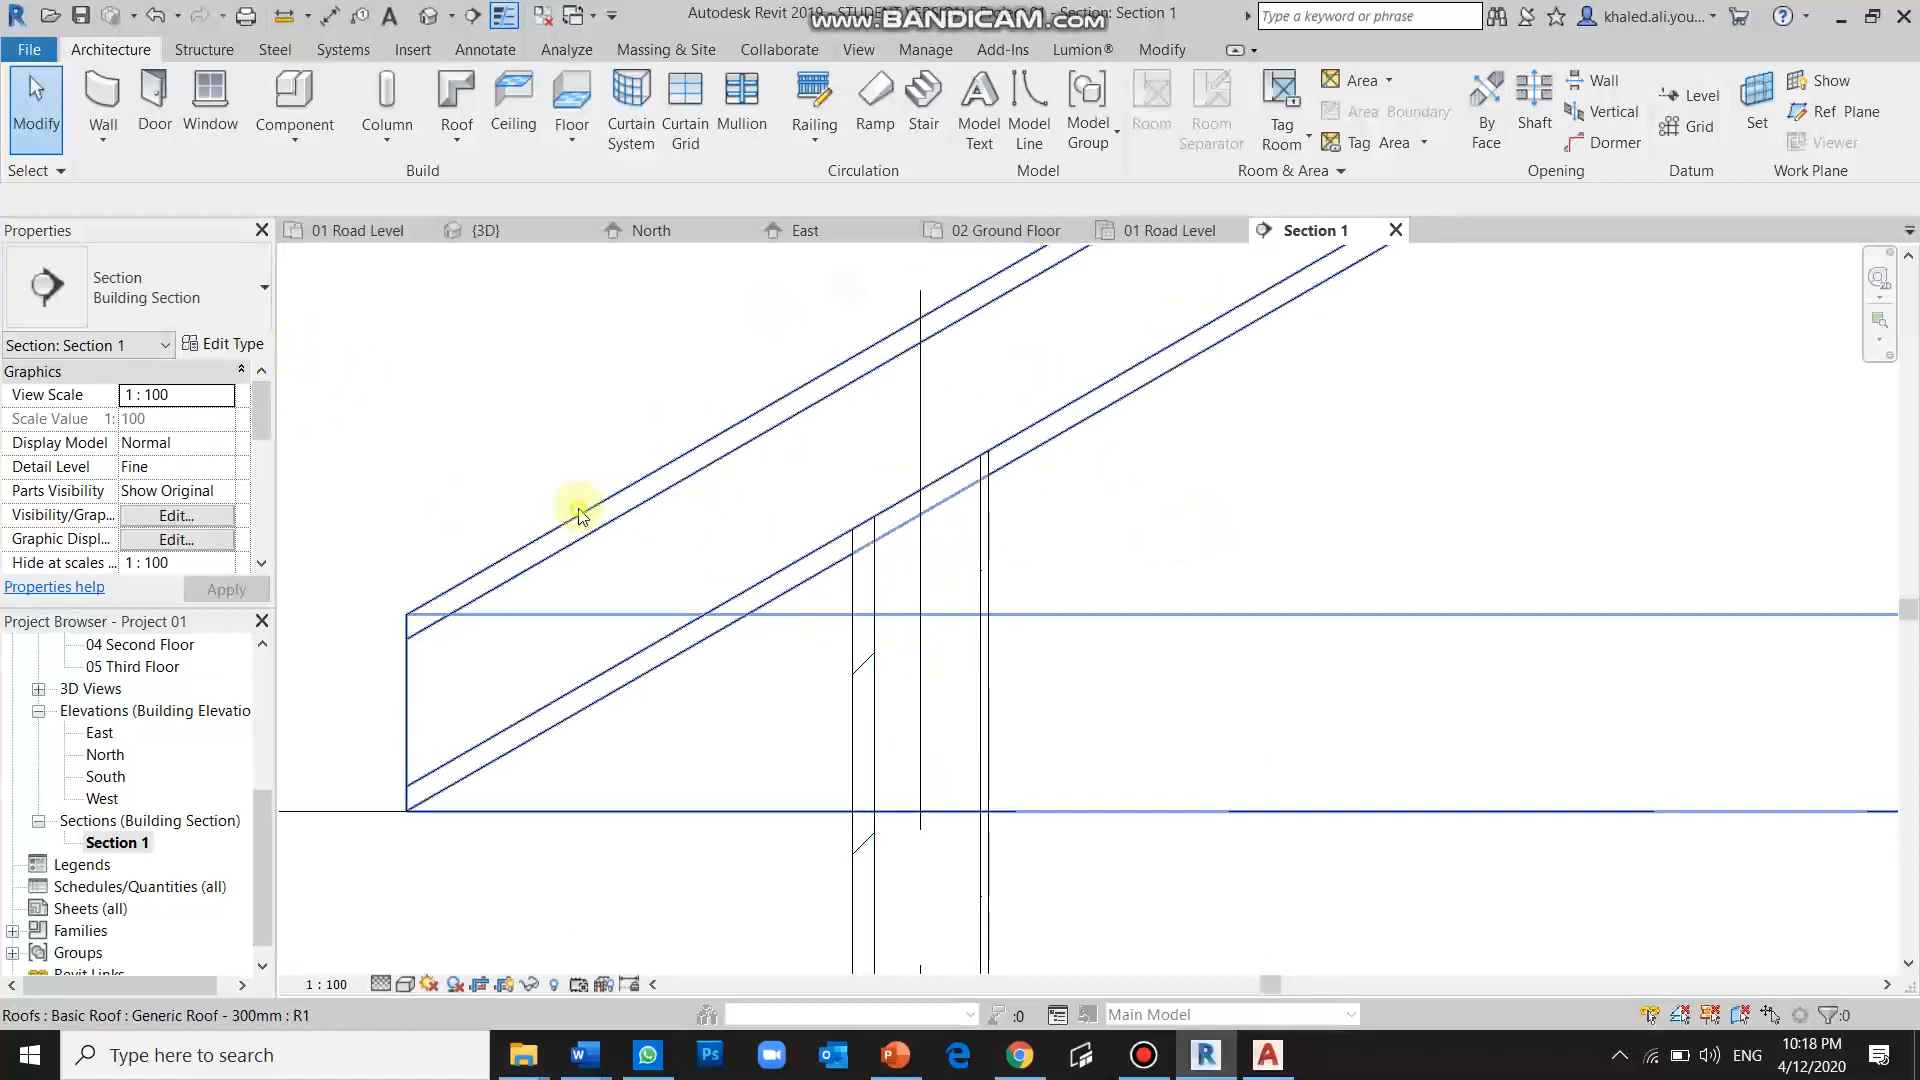 Autodesk Revit 2019 - STUDENT VERSION - Project 01 - Section: Section 1
www.BANDICAM.com
Type a keyword or phrase
khaled.ali.you...
File Architecture Structure Steel Systems Insert Annotate Analyze Massing & Site Collaborate View Manage Add-Ins Lumion® Modify
Modify Wall Door Window Component Column Roof Ceiling Floor Curtain System Curtain Grid Mullion Railing Ramp Stair Model Text Model Line Model Group Room Room Separator Tag Room Area Area Boundary Tag Area By Face Shaft Wall Vertical Dormer Level Grid Set Show Ref Plane Viewer
Select Build Circulation Model Room & Area Opening Datum Work Plane
Properties
01 Road Level {3D} North East 02 Ground Floor 01 Road Level Section 1
Section
Building Section
Section: Section 1 Edit Type
Graphics
View Scale 1 : 100
Scale Value 1: 100
Display Model Normal
Detail Level Fine
Parts Visibility Show Original
Visibility/Grap... Edit...
Graphic Displ... Edit...
Hide at scales ... 1 : 100
Properties help Apply
Project Browser - Project 01
04 Second Floor
05 Third Floor
3D Views
Elevations (Building Elevatio
East
North
South
West
Sections (Building Section)
Section 1
Legends
Schedules/Quantities (all)
Sheets (all)
Families
Groups
Revit Links
1 : 100
Roofs : Basic Roof : Generic Roof - 300mm : R1
:0
Main Model
:0
Type here to search
ENG
10:18 PM
4/12/2020